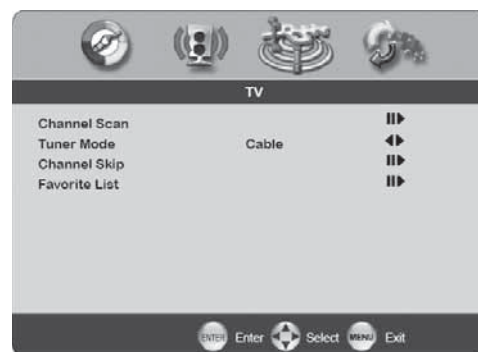 TV
Channel Scan
Tuner Mode Cable
Channel Skip
Favorite List
ENTER Enter Select MENU Exit